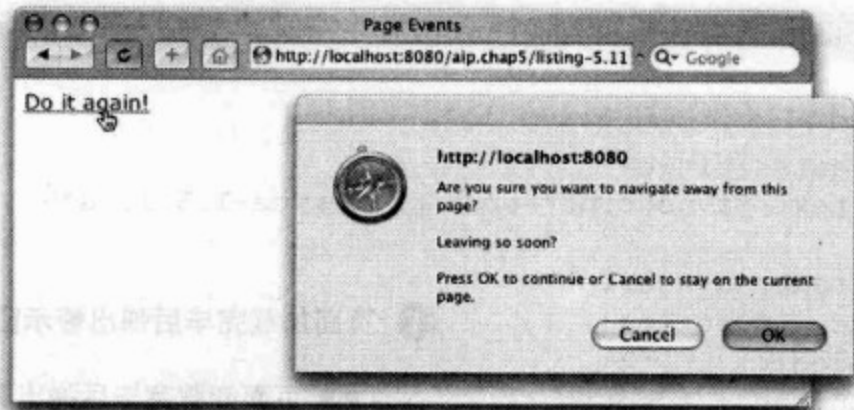 Page Events
http://localhost:8080/aip.chap5/listing-5.11
Google
Do it again!
http://localhost:8080
Are you sure you want to navigate away from this
page?
Leaving so soon?
Press OK to continue or Cancel to stay on the current
page.
Cancel
OK